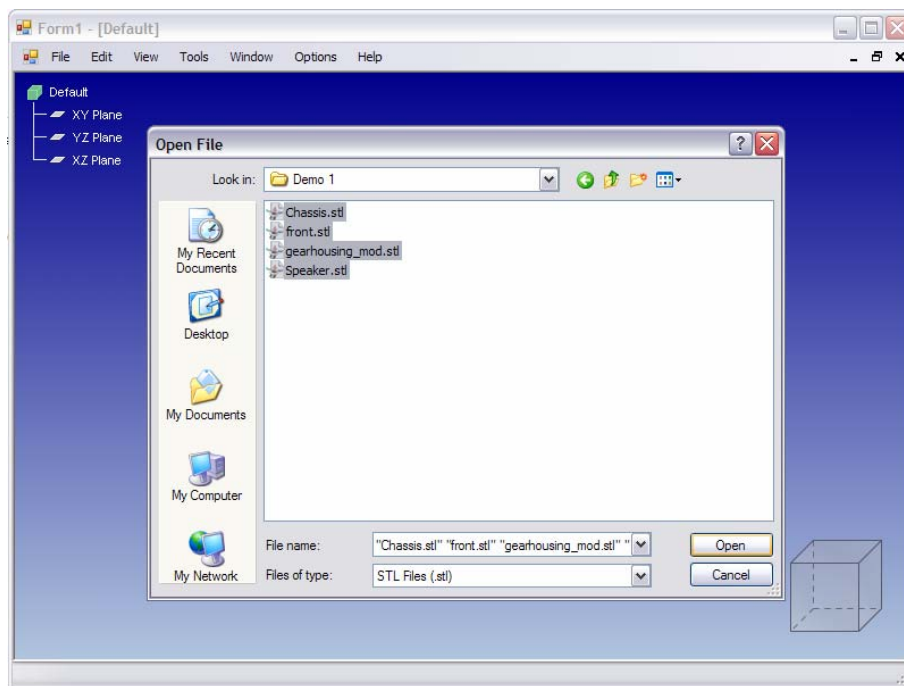 Form1 - [Default]
File Edit View Tools Window Options Help
Default
XY Plane
YZ Plane
XZ Plane
Open File
Look in: Demo 1
My Recent
Documents
Desktop
My Documents
My Computer
My Network
Chassis.stl
front.stl
gearhousing_mod.stl
Speaker.stl
File name: "Chassis.stl" "front.stl" "gearhousing_mod.stl" "
Open
Files of type: STL Files (.stl)
Cancel